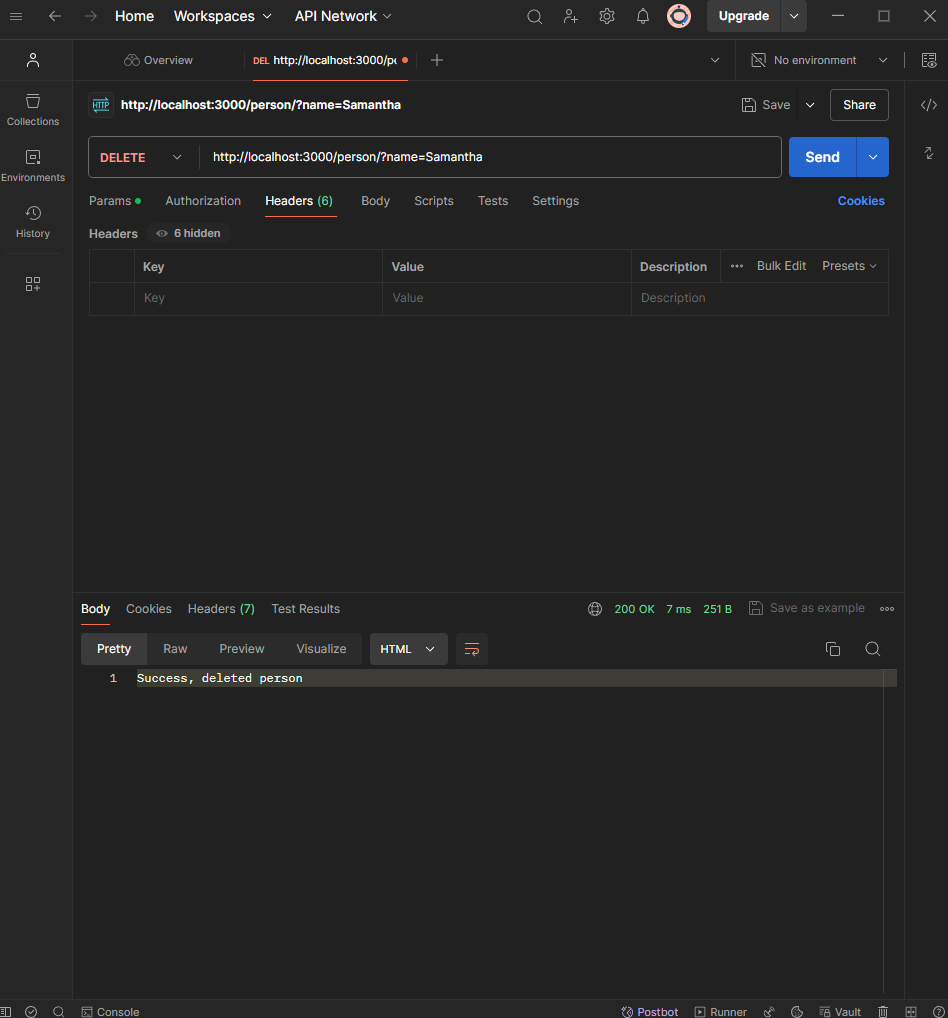 Home Workspaces API Network Upgrade
Overview DEL http://localhost:3000/pe No environment
HTTP http://localhost:3000/person/?name=Samantha Save Share
Collections
DELETE http://localhost:3000/person/?name=Samantha Send
Environments
Params Authorization Headers (6) Body Scripts Tests Settings Cookies
History
Headers 6 hidden
Key Value Description Bulk Edit Presets
Key Value Description
Body Cookies Headers (7) Test Results 200 OK 7 ms 251 B Save as example
Pretty Raw Preview Visualize HTML
1 Success, deleted person
Console Postbot Runner Vault